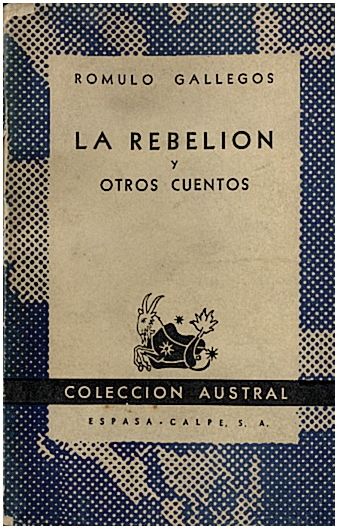 ROMULO GALLEGOS
LA REBELION
y
OTROS CUENTOS
COLECCION AUSTRAL
ESPASA-CALPE, S. A.